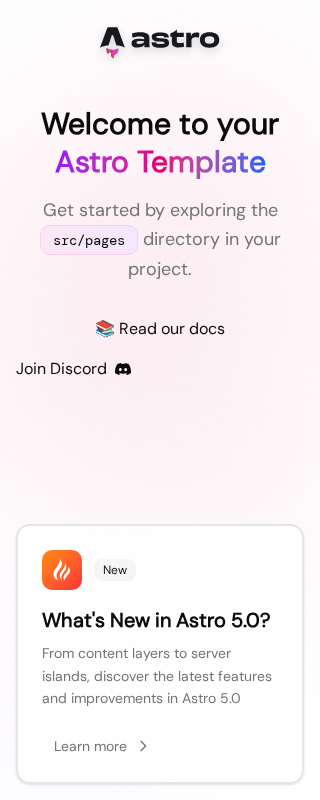 astro
Welcome to your
Astro Template
Get started by exploring the
src/pages directory in your
project.
📚 Read our docs
Join Discord
New
What's New in Astro 5.0?
From content layers to server
islands, discover the latest features
and improvements in Astro 5.0
Learn more